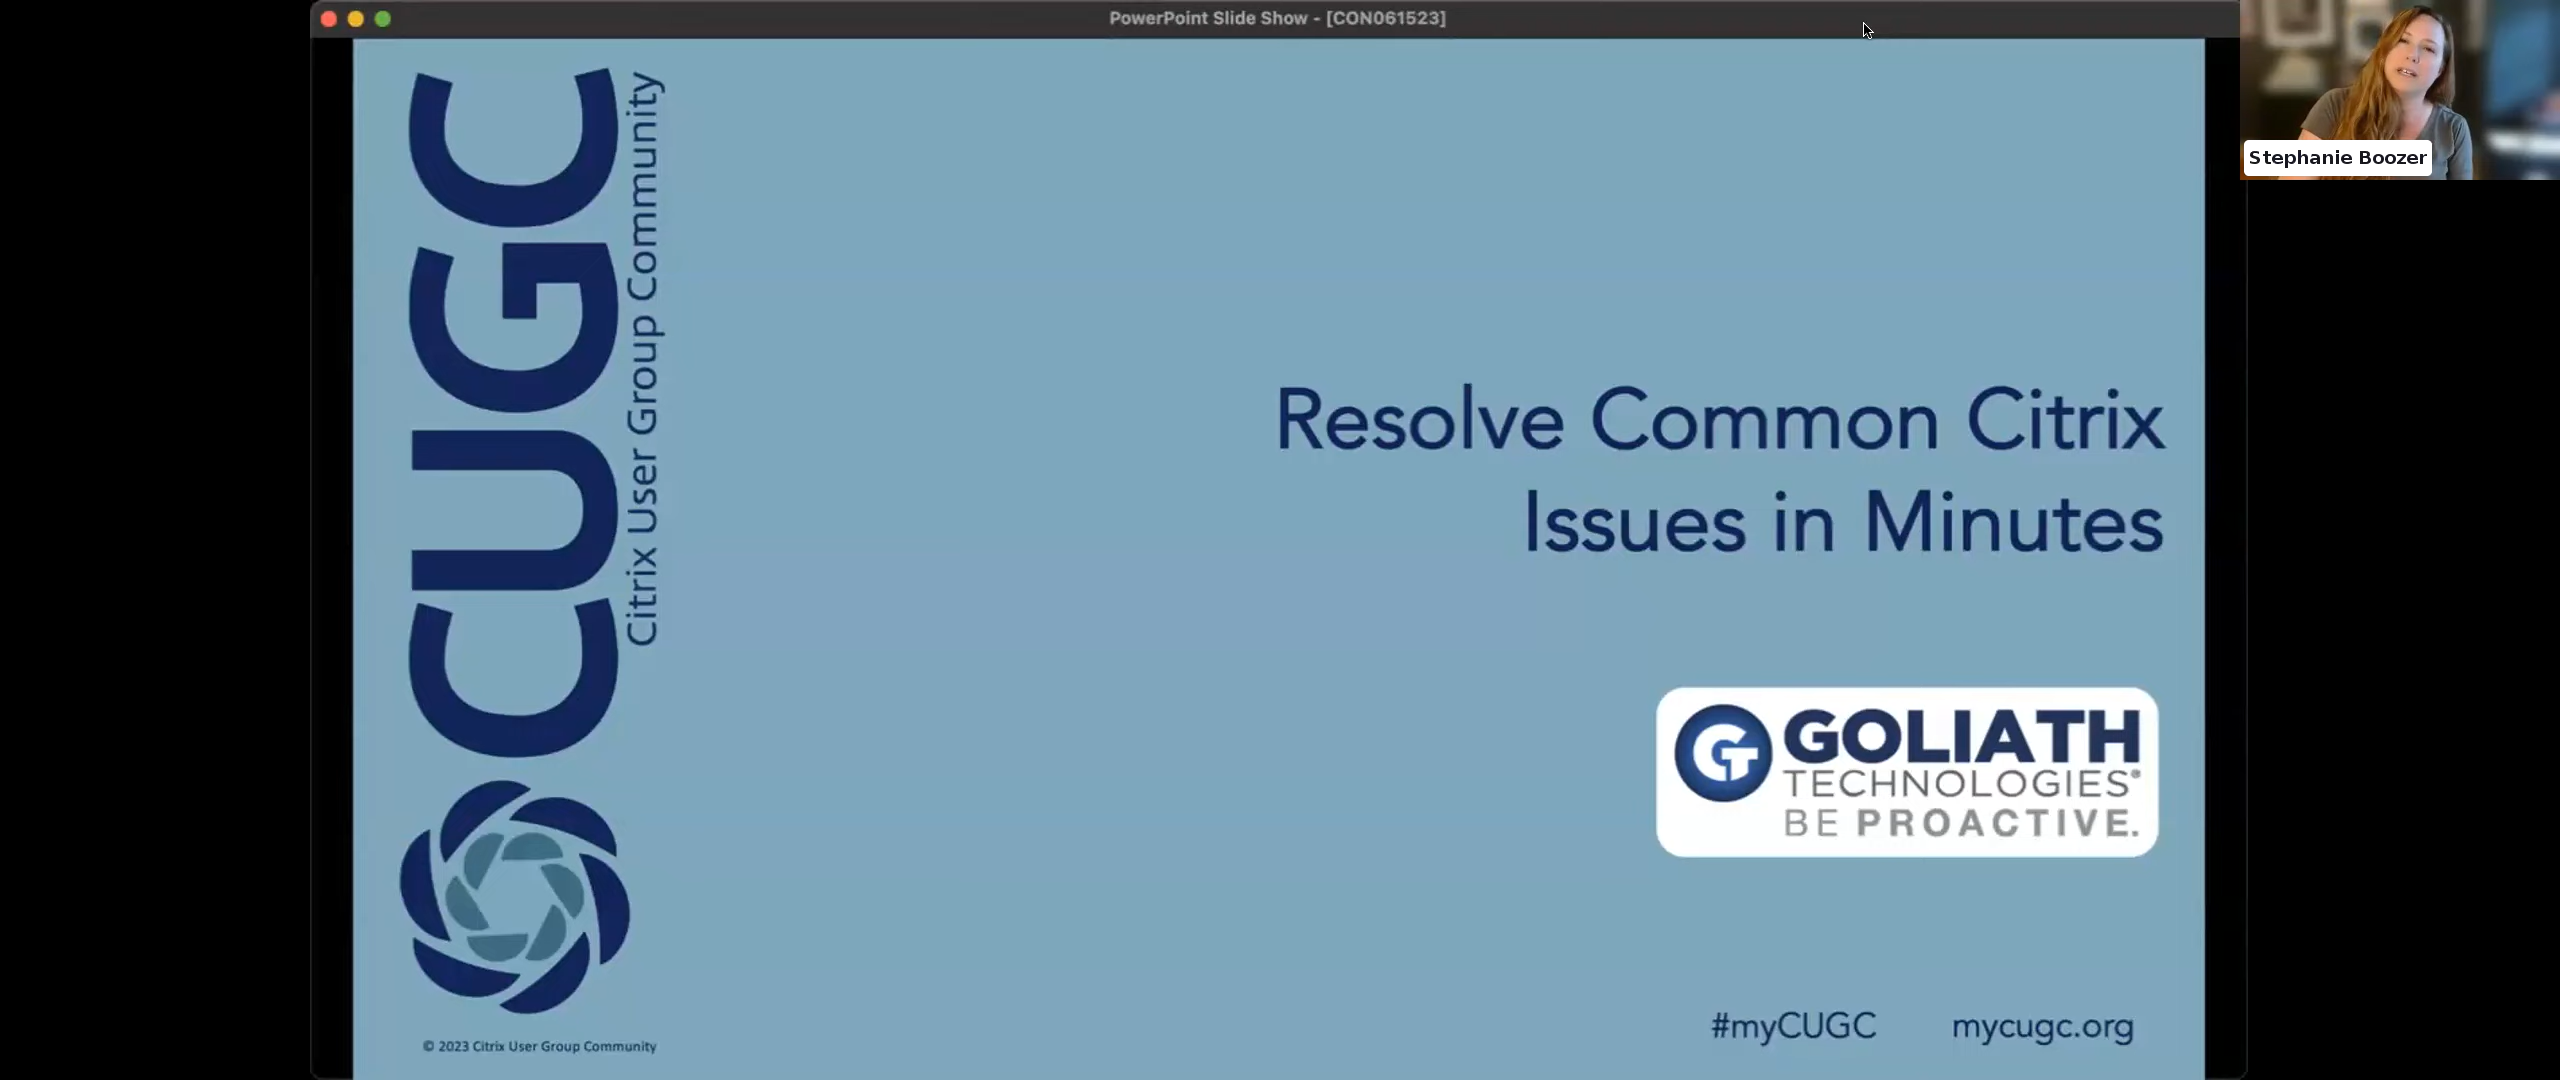 PowerPoint Slide Show - [CON061523]
Stephanie Boozer
CUGC
Citrix User Group Community
Resolve Common Citrix
Issues in Minutes
GT
GOLIATH
TECHNOLOGIES®
BE PROACTIVE.
#myCUGC mycugc.org
© 2023 Citrix User Group Community